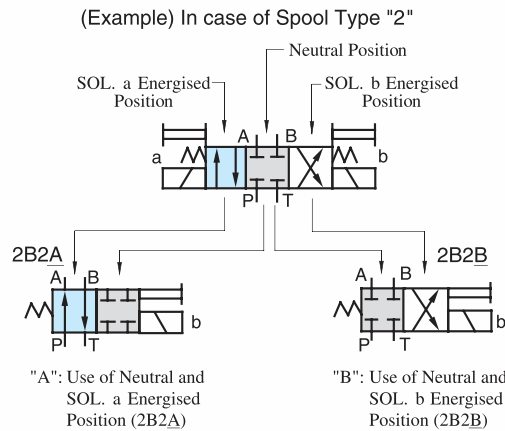 (Example) In case of Spool Type "2"
Neutral Position
SOL. a Energised
Position
SOL. b Energised
Position
A B
a b
P T
2B2A
A B
b
P T
2B2B
A B
b
P T
"A": Use of Neutral and
SOL. a Energised
Position (2B2A)
"B": Use of Neutral and
SOL. b Energised
Position (2B2B)